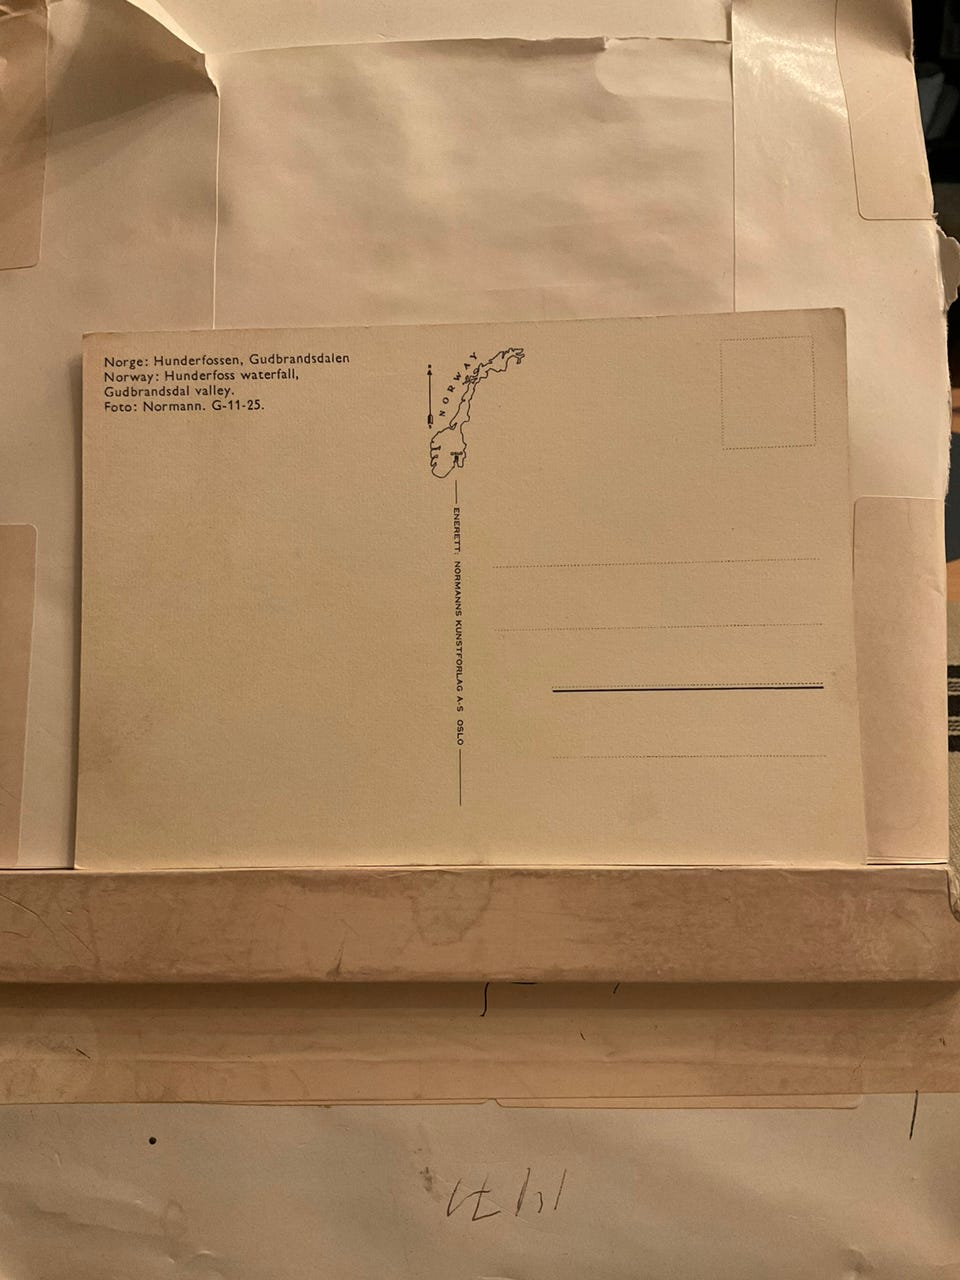 Norge: Hunderfossen, Gudbrandsdalen
Norway: Hunderfoss waterfall,
Gudbrandsdal valley.
Foto: Normann. G-11-25.
NORWAY
ENERETT: NORMANNS KUNSTFORLAG A-S OSLO